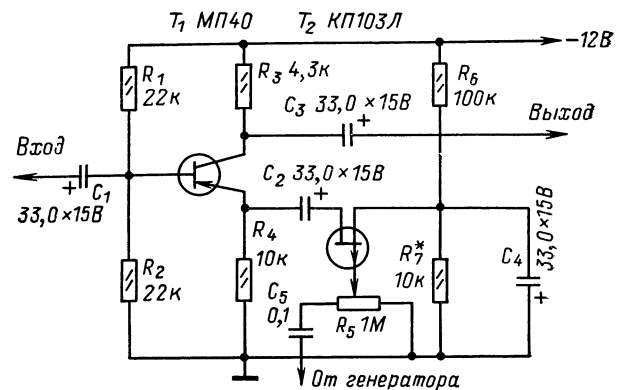 T₁ МП40 T₂ КП103Л
−12В
R₁
22к
R₃ 4,3к
R₆
100к
C₃ 33,0×15В
Выход
Вход
C₁
33,0×15В
C₂ 33,0×15В
R₂
22к
R₄
10к
C₅
0,1
R₅ 1М
R₇*
10к
C₄
33,0×15В
От генератора